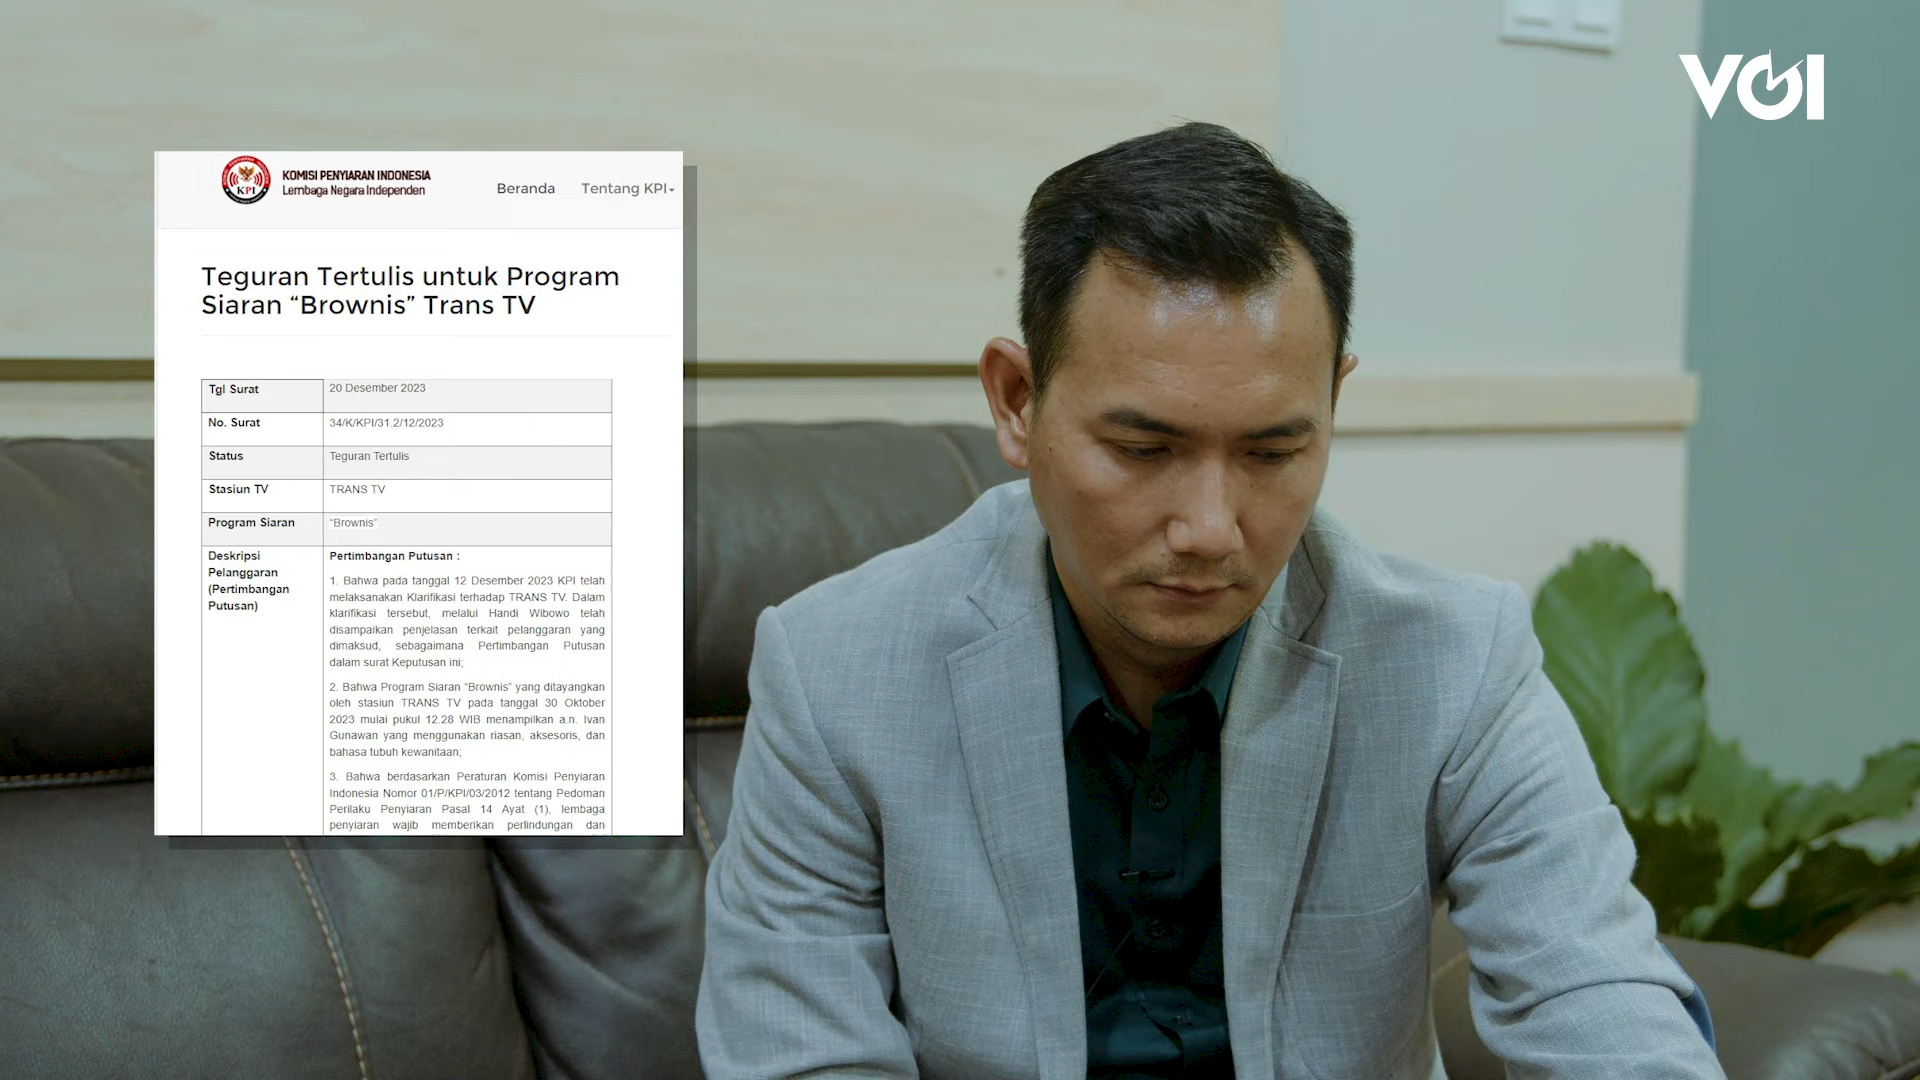 VOI
KOMISI PENYIARAN INDONESIA
Lembaga Negara Independen
KPI
Beranda
Tentang KPI
Teguran Tertulis untuk Program
Siaran “Brownis” Trans TV
Tgl Surat
20 Desember 2023
No. Surat
34/K/KPI/31.2/12/2023
Status
Teguran Tertulis
Stasiun TV
TRANS TV
Program Siaran
“Brownis”
Deskripsi
Pelanggaran
(Pertimbangan
Putusan)
Pertimbangan Putusan :
1. Bahwa pada tanggal 12 Desember 2023 KPI telah
melaksanakan Klarifikasi terhadap TRANS TV. Dalam
klarifikasi tersebut, melalui Handi Wibowo telah
disampaikan penjelasan terkait pelanggaran yang
dimaksud, sebagaimana Pertimbangan Putusan
dalam surat Keputusan ini;
2. Bahwa Program Siaran “Brownis” yang ditayangkan
oleh stasiun TRANS TV pada tanggal 30 Oktober
2023 mulai pukul 12.28 WIB menampilkan a.n. Ivan
Gunawan yang menggunakan riasan, aksesoris, dan
bahasa tubuh kewanitaan;
3. Bahwa berdasarkan Peraturan Komisi Penyiaran
Indonesia Nomor 01/P/KPI/03/2012 tentang Pedoman
Perilaku Penyiaran Pasal 14 Ayat (1), lembaga
penyiaran wajib memberikan perlindungan dan